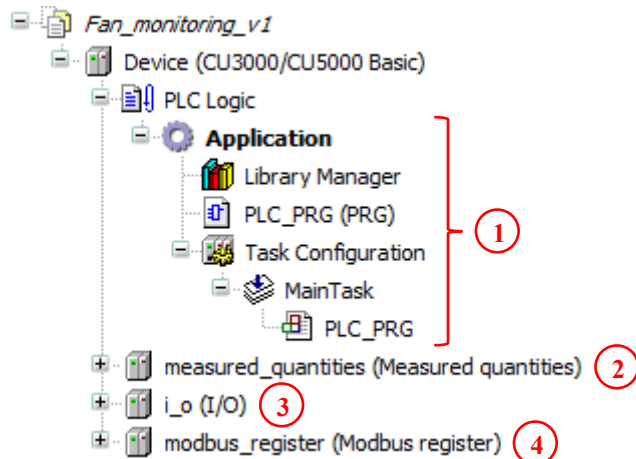 Fan_monitoring_v1
Device (CU3000/CU5000 Basic)
PLC Logic
Application
Library Manager
PLC_PRG (PRG)
1
Task Configuration
MainTask
PLC_PRG
measured_quantities (Measured quantities) 2
i_o (I/O) 3
modbus_register (Modbus register) 4